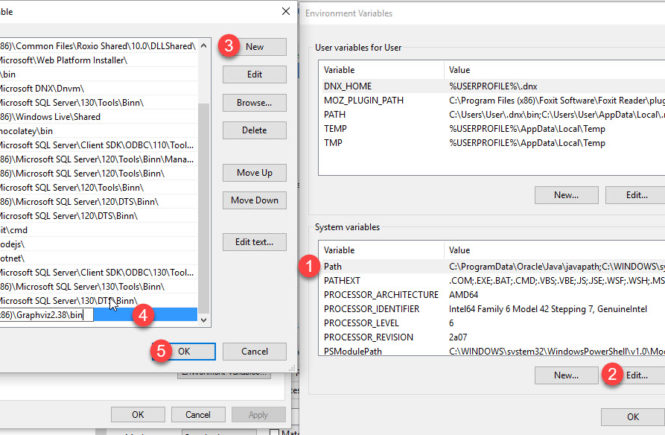 able
86)\Common Files\Roxio Shared\10.0\DLLShared\
Microsoft\Web Platform Installer\
\bin
Microsoft DNX\Dnvm\
Microsoft SQL Server\130\Tools\Binn\
86)\Windows Live\Shared
hocolatey\bin
Microsoft SQL Server\Client SDK\ODBC\110\Tool...
86)\Microsoft SQL Server\120\Tools\Binn\Mana...
86)\Microsoft SQL Server\120\Tools\Binn\
Microsoft SQL Server\120\Tools\Binn\
86)\Microsoft SQL Server\120\DTS\Binn\
Microsoft SQL Server\120\DTS\Binn\
it\cmd
odejs\
otnet\
Microsoft SQL Server\Client SDK\ODBC\130\Tool...
86)\Microsoft SQL Server\130\Tools\Binn\
Microsoft SQL Server\130\DTS\Binn\
x86)\Graphviz2.38\bin
4
3
New
Edit
Browse...
Delete
Move Up
Move Down
Edit text...
5
OK
Cancel
Environment Variables...
OK
Cancel
Apply
Environment Variables
User variables for User
Variable Value
DNX_HOME %USERPROFILE%\.dnx
MOZ_PLUGIN_PATH C:\Program Files (x86)\Foxit Software\Foxit Reader\plug
PATH C:\Users\User\.dnx\bin;C:\Users\User\AppData\Local\.
TEMP %USERPROFILE%\AppData\Local\Temp
TMP %USERPROFILE%\AppData\Local\Temp
New... Edit...
System variables
Variable Value
1 Path C:\ProgramData\Oracle\Java\javapath;C:\WINDOWS\sy
PATHEXT .COM;.EXE;.BAT;.CMD;.VBS;.VBE;.JS;.JSE;.WSF;.WSH;.MS
PROCESSOR_ARCHITECTURE AMD64
PROCESSOR_IDENTIFIER Intel64 Family 6 Model 42 Stepping 7, GenuineIntel
PROCESSOR_LEVEL 6
PROCESSOR_REVISION 2a07
PSModulePath C:\WINDOWS\system32\WindowsPowerShell\v1.0\Mod
New... 2 Edit...
OK